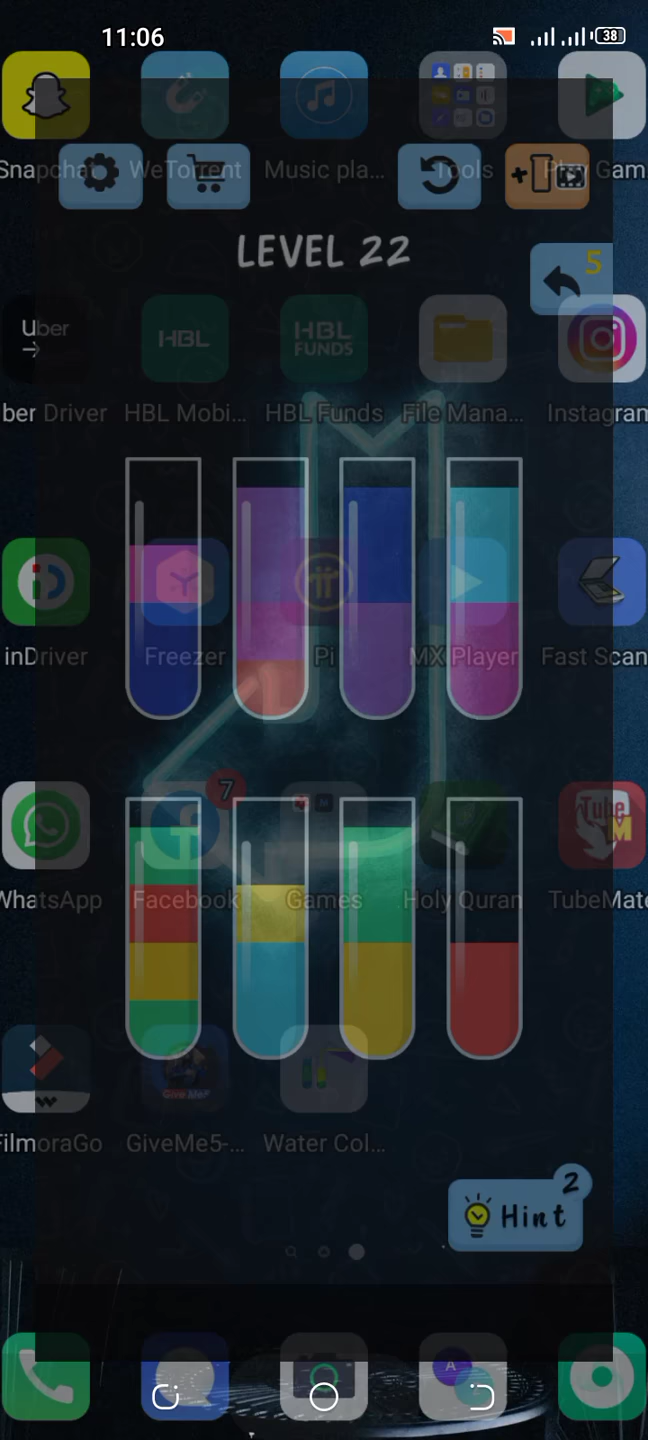 11:06
38
Snapchat WeTorrent Music pla... Tools Play Gam
LEVEL 22
5
Uber
HBL
HBL
FUNDS
ber Driver HBL Mobi... HBL Funds File Mana... Instagram
inDriver Freezer Pi MX Player Fast Scan
7
Tube
M
WhatsApp Facebook Games Holy Quran TubeMate
FilmoraGo GiveMe5-... Water Col...
2
Hint
A